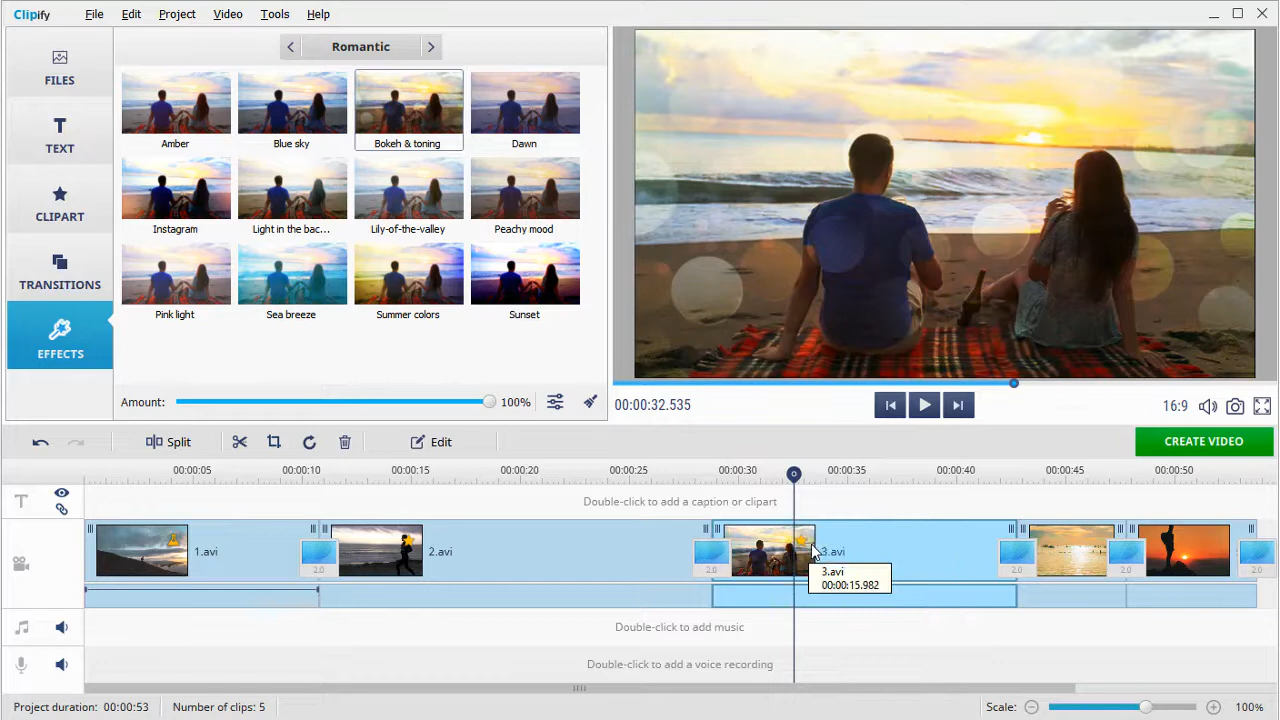 Clipify
File Edit Project Video Tools Help
FILES
TEXT
CLIPART
TRANSITIONS
EFFECTS
Romantic
Amber Blue sky Bokeh & toning Dawn
Instagram Light in the bac... Lily-of-the-valley Peachy mood
Pink light Sea breeze Summer colors Sunset
Amount: 100%
00:00:32.535 16:9
Split Edit CREATE VIDEO
00:00:05 00:00:10 00:00:15 00:00:20 00:00:25 00:00:30 00:00:35 00:00:40 00:00:45 00:00:50
T Double-click to add a caption or clipart
1.avi 2.avi 3.avi
2.0 2.0 2.0 2.0 2.0
3.avi
00:00:15.982
Double-click to add music
Double-click to add a voice recording
Project duration: 00:00:53 Number of clips: 5 Scale: 100%